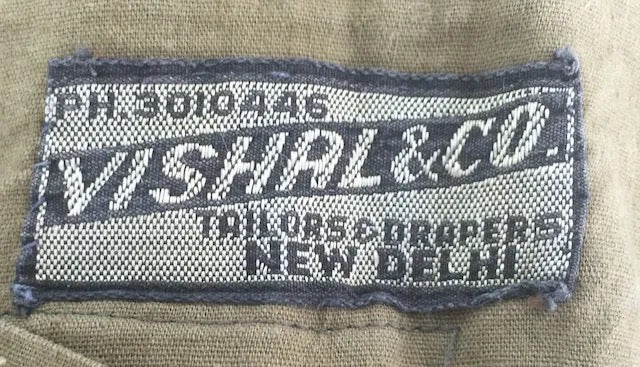 PH.3010446
VISHAL&CO.
TAILORS & DRAPERS
NEW DELHI